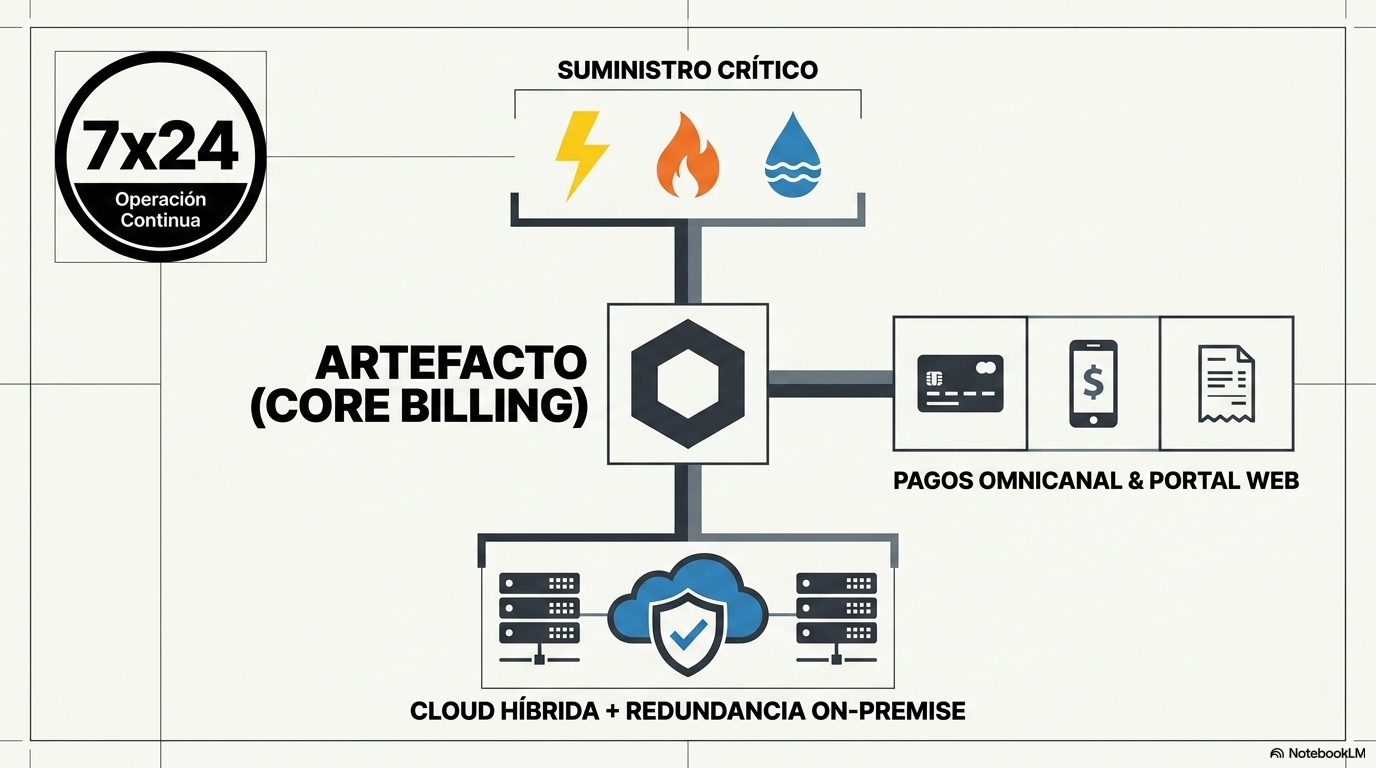 7x24
Operación
Continua
SUMINISTRO CRÍTICO
ARTEFACTO
(CORE BILLING)
$
PAGOS OMNICANAL & PORTAL WEB
CLOUD HÍBRIDA + REDUNDANCIA ON-PREMISE
NotebookLM